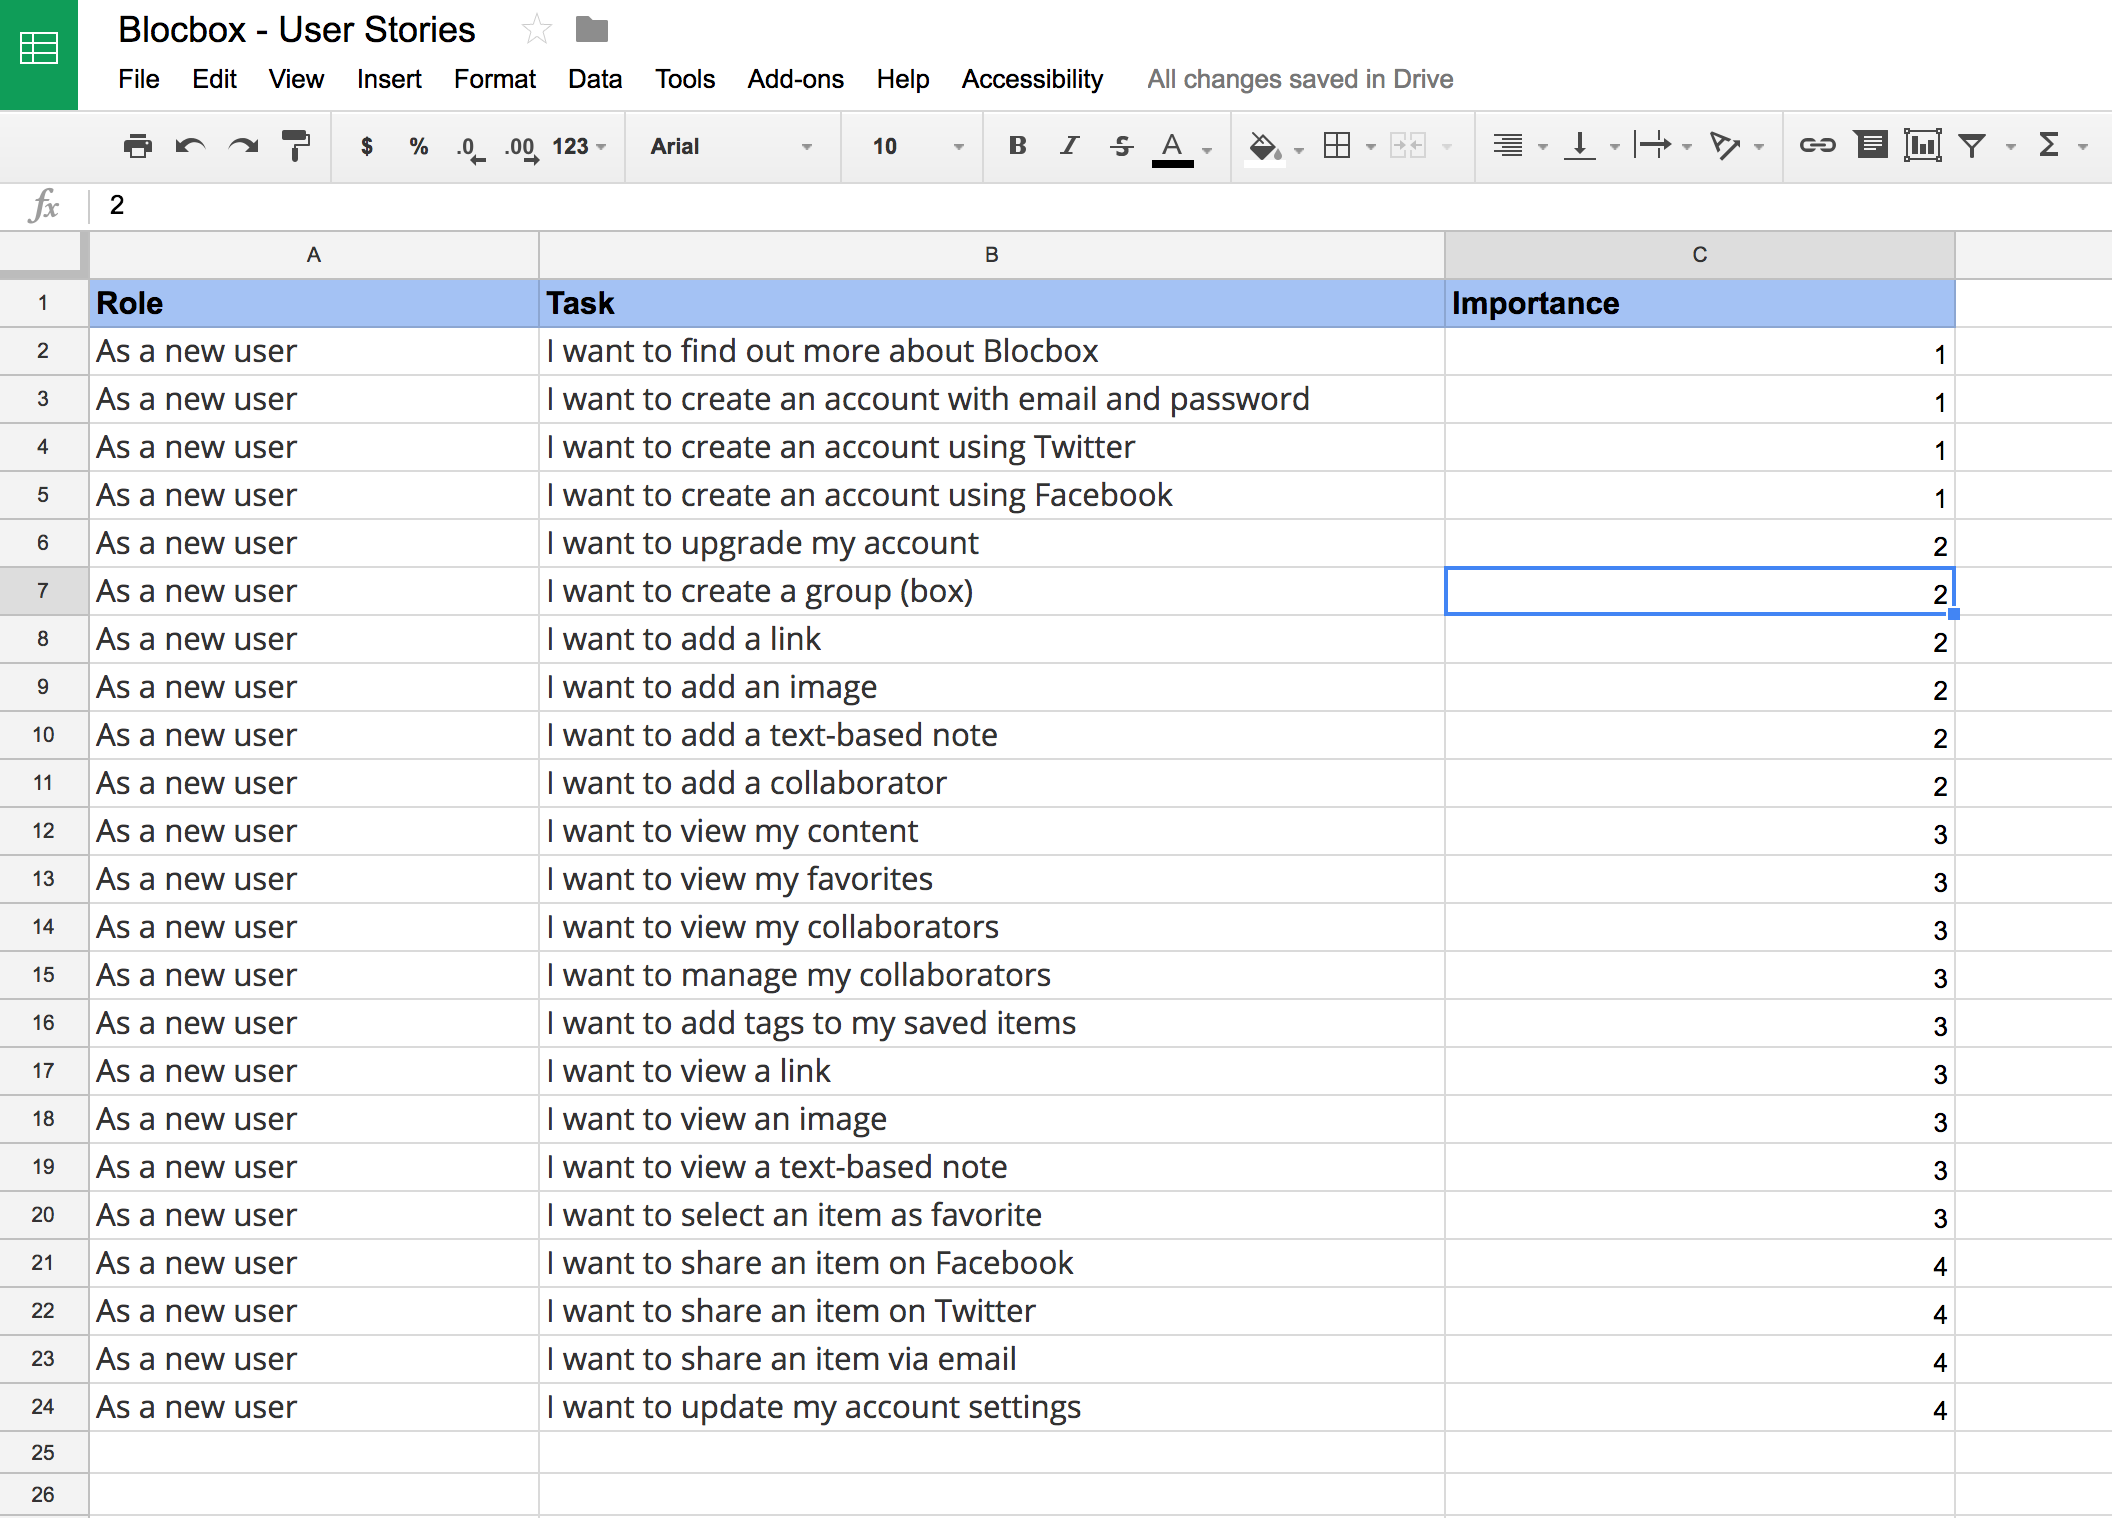 Blocbox - User Stories
File Edit View Insert Format Data Tools Add-ons Help Accessibility All changes saved in Drive
$ % .0 .00 123 Arial 10 B I S A Σ
fx 2
A B C
1 Role Task Importance
2 As a new user I want to find out more about Blocbox 1
3 As a new user I want to create an account with email and password 1
4 As a new user I want to create an account using Twitter 1
5 As a new user I want to create an account using Facebook 1
6 As a new user I want to upgrade my account 2
7 As a new user I want to create a group (box) 2
8 As a new user I want to add a link 2
9 As a new user I want to add an image 2
10 As a new user I want to add a text-based note 2
11 As a new user I want to add a collaborator 2
12 As a new user I want to view my content 3
13 As a new user I want to view my favorites 3
14 As a new user I want to view my collaborators 3
15 As a new user I want to manage my collaborators 3
16 As a new user I want to add tags to my saved items 3
17 As a new user I want to view a link 3
18 As a new user I want to view an image 3
19 As a new user I want to view a text-based note 3
20 As a new user I want to select an item as favorite 3
21 As a new user I want to share an item on Facebook 4
22 As a new user I want to share an item on Twitter 4
23 As a new user I want to share an item via email 4
24 As a new user I want to update my account settings 4
25
26